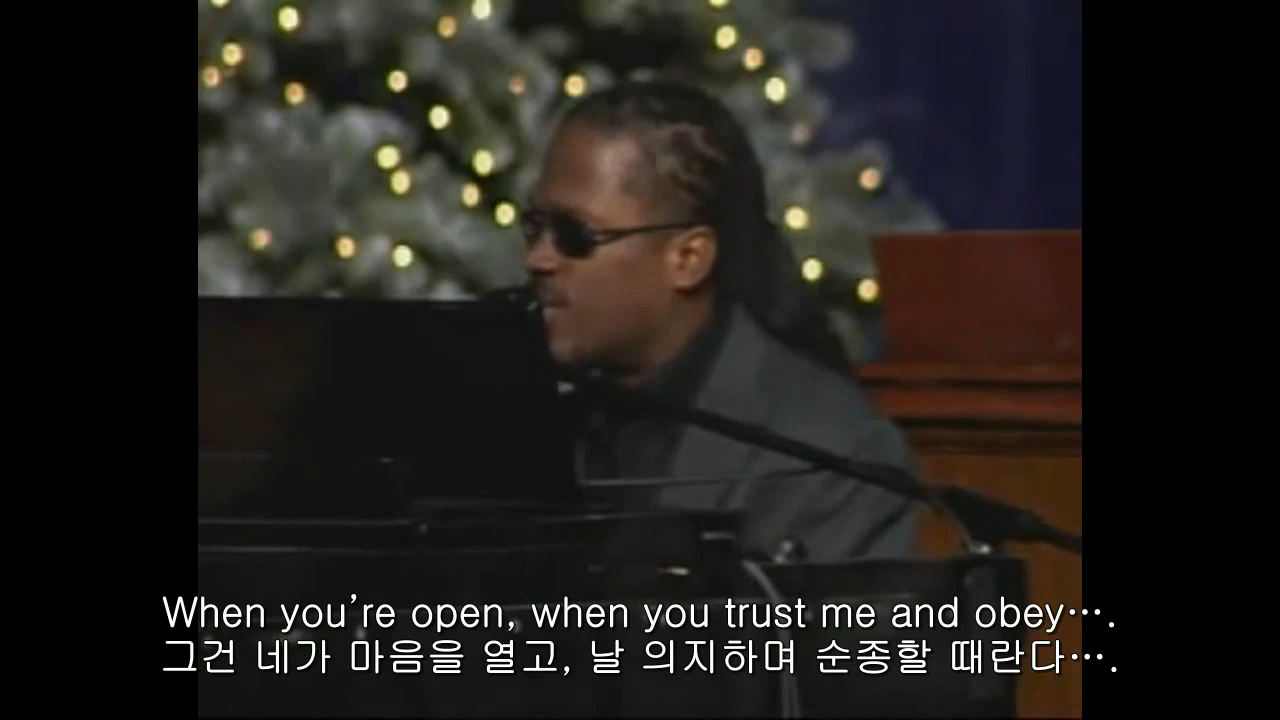 When you’re open, when you trust me and obey….
그건 네가 마음을 열고, 날 의지하며 순종할 때란다….